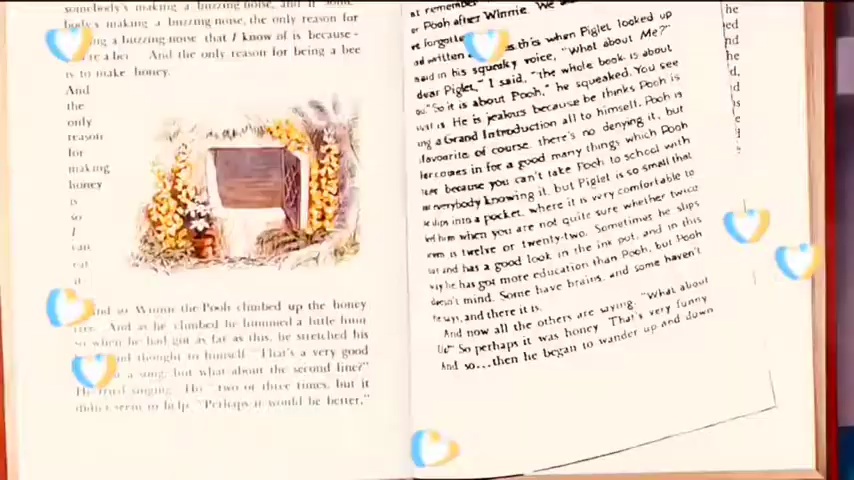 somebody's making a buzzing-noise, and if some-
body's making a buzzing-noise, the only reason for
a buzzing-noise that I know of is because
And the only reason for being a bee
is to make honey.
And
the
only
reason
for
making
honey
is
so
I
can
eat
it
And so Winnie the Pooh climbed up the honey
tree. And as he climbed he hummed a little hum
so when he had got as far as this, he stretched his
and thought to himself "That's a very good
a song, but what about the second line?"
He tried singing "Ho" two or three times, but it
didn't seem to help. "Perhaps it would be better,"
at remember
or Pooh after Winnie. We
ve forgotten
ad written this when Piglet looked up
said in his squeaky voice, "What about Me?"
dear Piglet," I said, "the whole book is about
"So it is about Pooh," he squeaked. You see
what is He is jealous because he thinks Pooh is
ing a Grand Introduction all to himself. Pooh is
favourite of course, there's no denying it, but
comes in for a good many things which Pooh
because you can't take Pooh to school with
everybody knowing it, but Piglet is so small that
slips into a pocket, where it is very comfortable to
him when you are not quite sure whether twice
is twelve or twenty-two. Sometimes he slips
and has a good look in the ink pot, and in this
way he has got more education than Pooh, but Pooh
doesn't mind. Some have brains, and some haven't
he says, and there it is.
And now all the others are saying, "What about
Us?" So perhaps it was honey That's very funny
And so...then he began to wander up and down
he
ed
nd
he
d,
is
e